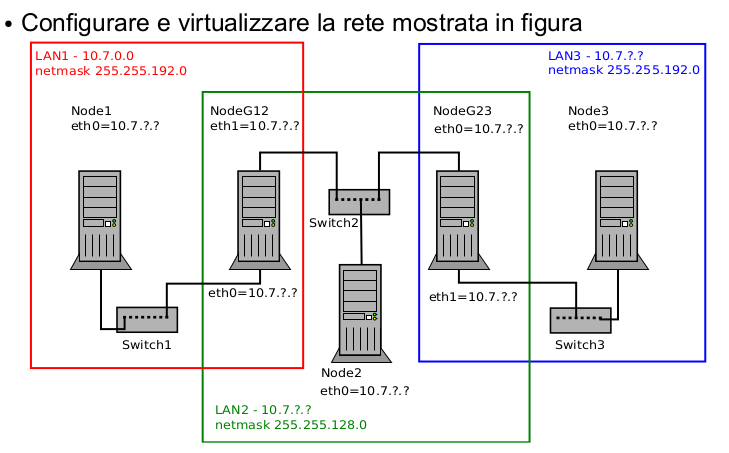 • Configurare e virtualizzare la rete mostrata in figura
LAN1 - 10.7.0.0
netmask 255.255.192.0
LAN3 - 10.7.?.?
netmask 255.255.192.0
Node1
eth0=10.7.?.?
NodeG12
eth1=10.7.?.?
NodeG23
eth0=10.7.?.?
Node3
eth0=10.7.?.?
Switch2
eth0=10.7.?.?
eth1=10.7.?.?
Switch1
Switch3
Node2
eth0=10.7.?.?
LAN2 - 10.7.?.?
netmask 255.255.128.0